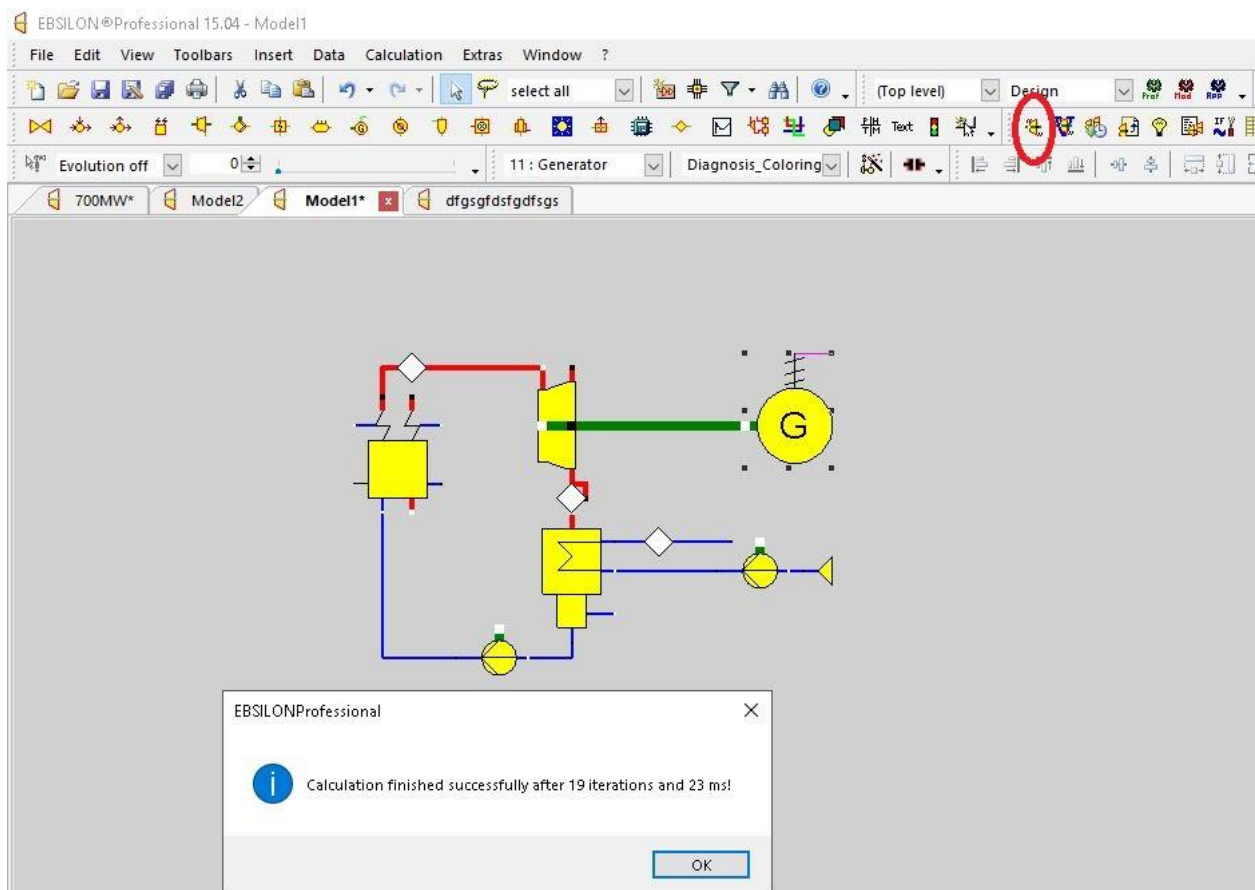 EBSILON®Professional 15.04 - Model1
File Edit View Toolbars Insert Data Calculation Extras Window ?
select all (Top level) Design
Text
Evolution off 0 11 : Generator Diagnosis_Coloring
700MW* Model2 Model1* x dfgsgfdsfgdfsgs
G
EBSILONProfessional
Calculation finished successfully after 19 iterations and 23 ms!
OK